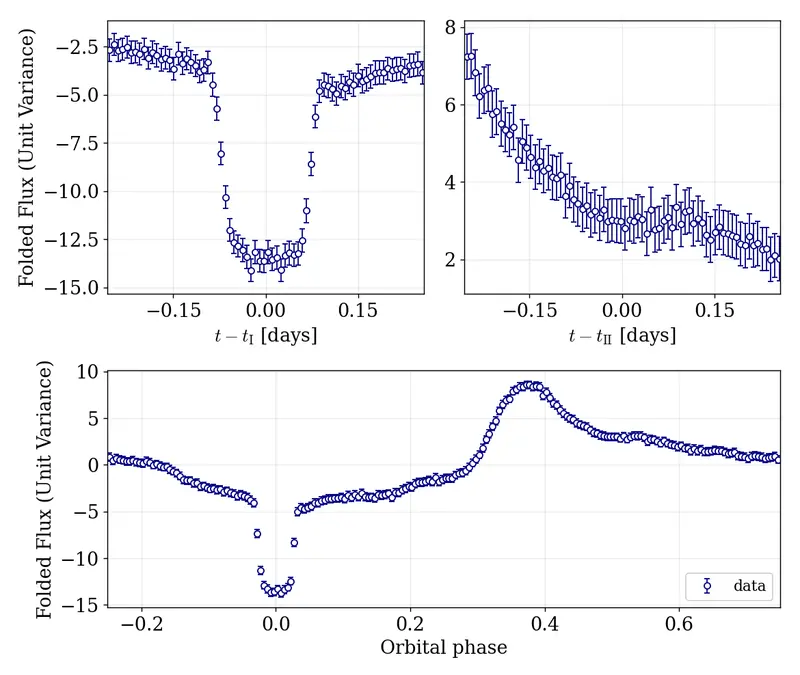 Folded Flux (Unit Variance)
−2.5
−5.0
−7.5
−10.0
−12.5
−15.0
−0.15 0.00 0.15
t − t_I [days]
8
6
4
2
−0.15 0.00 0.15
t − t_II [days]
Folded Flux (Unit Variance)
10
5
0
−5
−10
−15
−0.2 0.0 0.2 0.4 0.6
Orbital phase
data